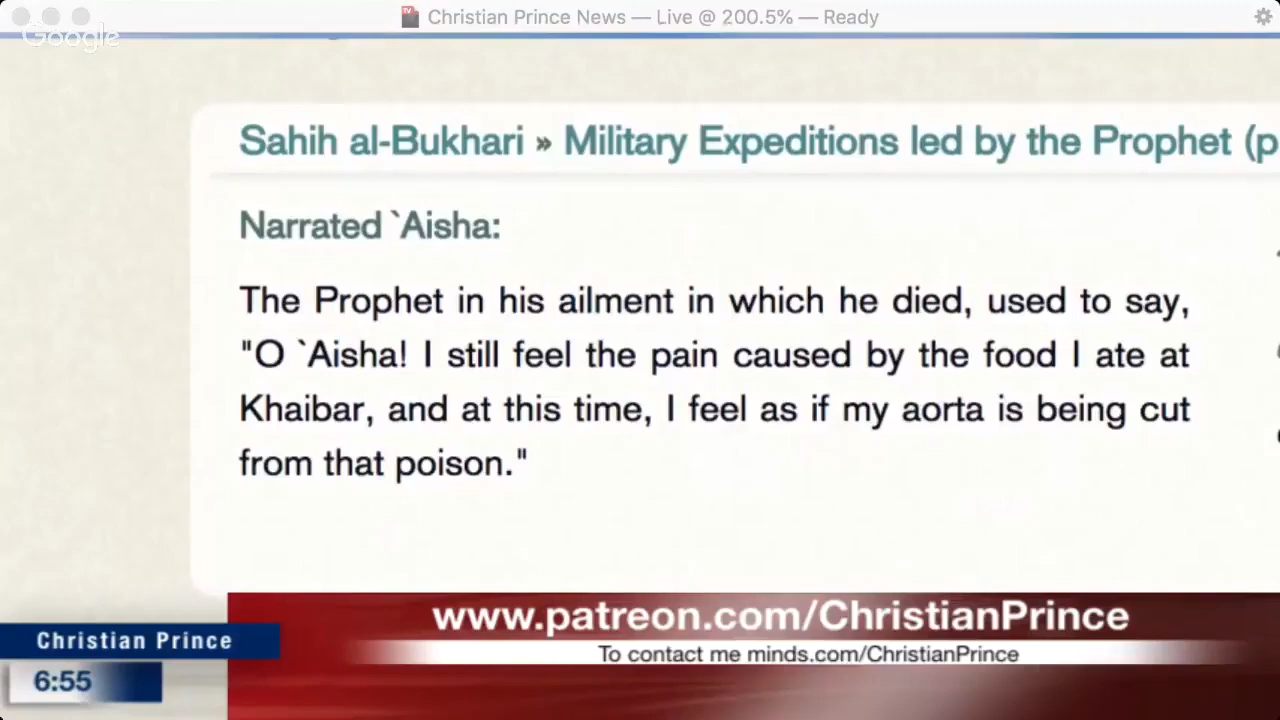 Christian Prince News — Live @ 200.5% — Ready
Google
Sahih al-Bukhari » Military Expeditions led by the Prophet (p
Narrated `Aisha:
The Prophet in his ailment in which he died, used to say,
"O `Aisha! I still feel the pain caused by the food I ate at
Khaibar, and at this time, I feel as if my aorta is being cut
from that poison."
www.patreon.com/ChristianPrince
To contact me minds.com/ChristianPrince
Christian Prince
6:55